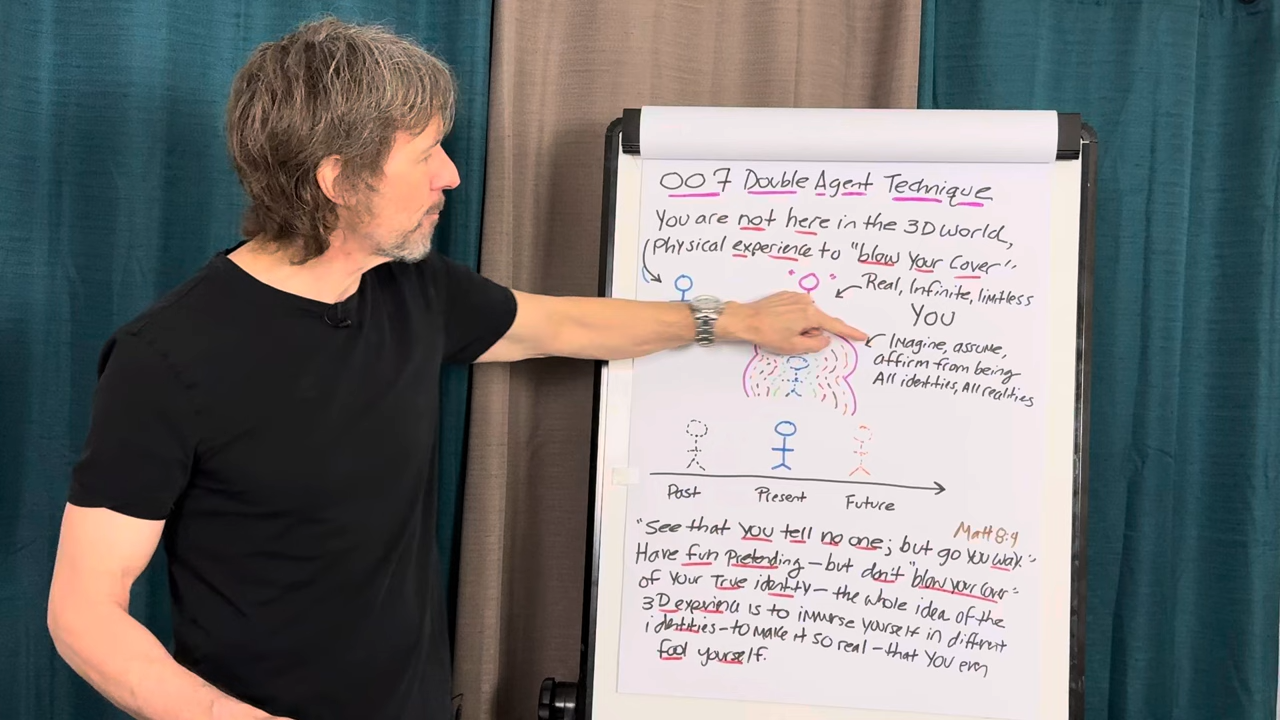 007 Double Agent Technique
You are not here in the 3D world,
Physical experience to "blow Your Cover".
Real, Infinite, limitless
YOU
Imagine, assume,
affirm from being
All identities, All realities
Past
Present
Future
"See that you tell no one; but go you way."
Matt 8:4
Have fun Pretending - but don't "blow your cover"
of your True identity - the whole idea of the
3D experience is to immurse yourself in different
identities - to make it so real - that you even
fool yourself.